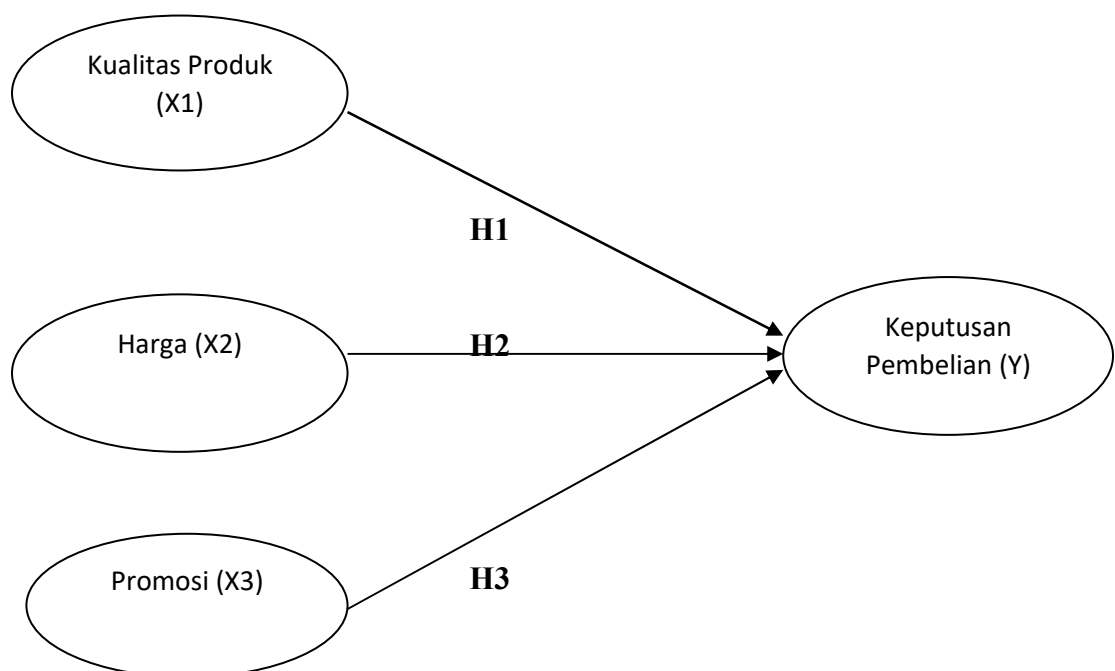 Kualitas Produk
(X1)
H1
Harga (X2)
H2
Keputusan
Pembelian (Y)
Promosi (X3)
H3